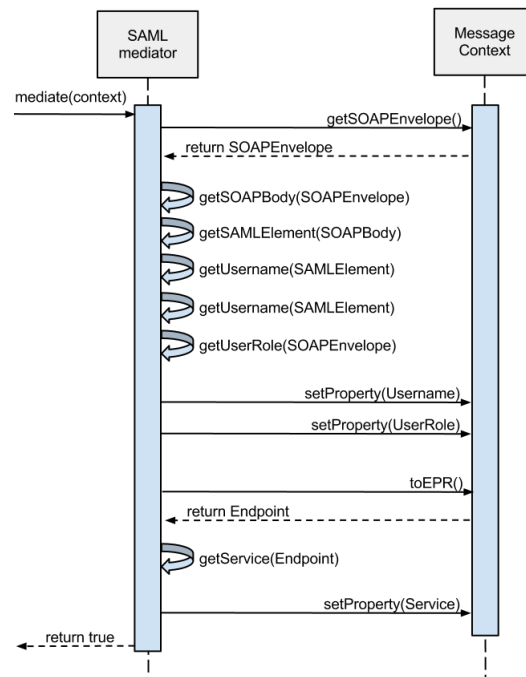 SAML
mediator
Message
Context
mediate(context)
getSOAPEnvelope()
return SOAPEnvelope
getSOAPBody(SOAPEnvelope)
getSAMLElement(SOAPBody)
getUsername(SAMLElement)
getUsername(SAMLElement)
getUserRole(SOAPEnvelope)
setProperty(Username)
setProperty(UserRole)
toEPR()
return Endpoint
getService(Endpoint)
setProperty(Service)
return true